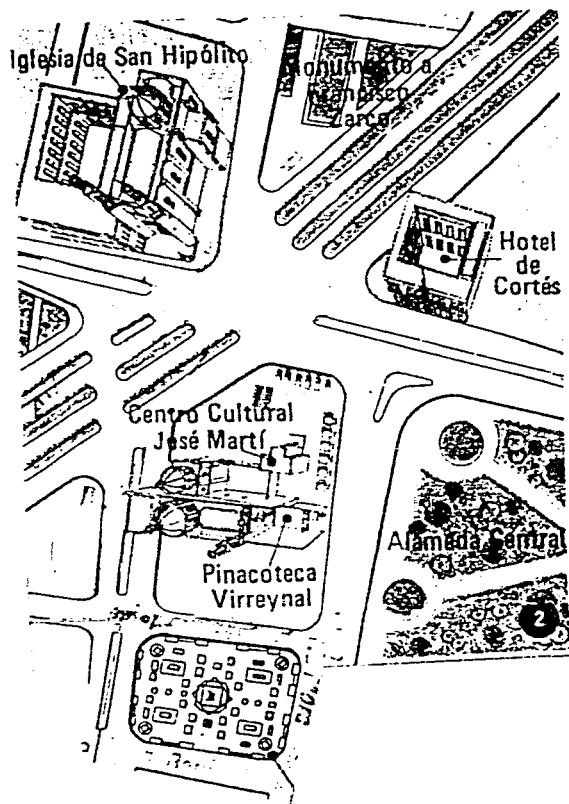 Iglesia de San Hipólito
Monumento a
Francisco
Zarco
Hotel
de
Cortés
Centro Cultural
José Martí
Alameda Central
Pinacoteca
Virreynal
2